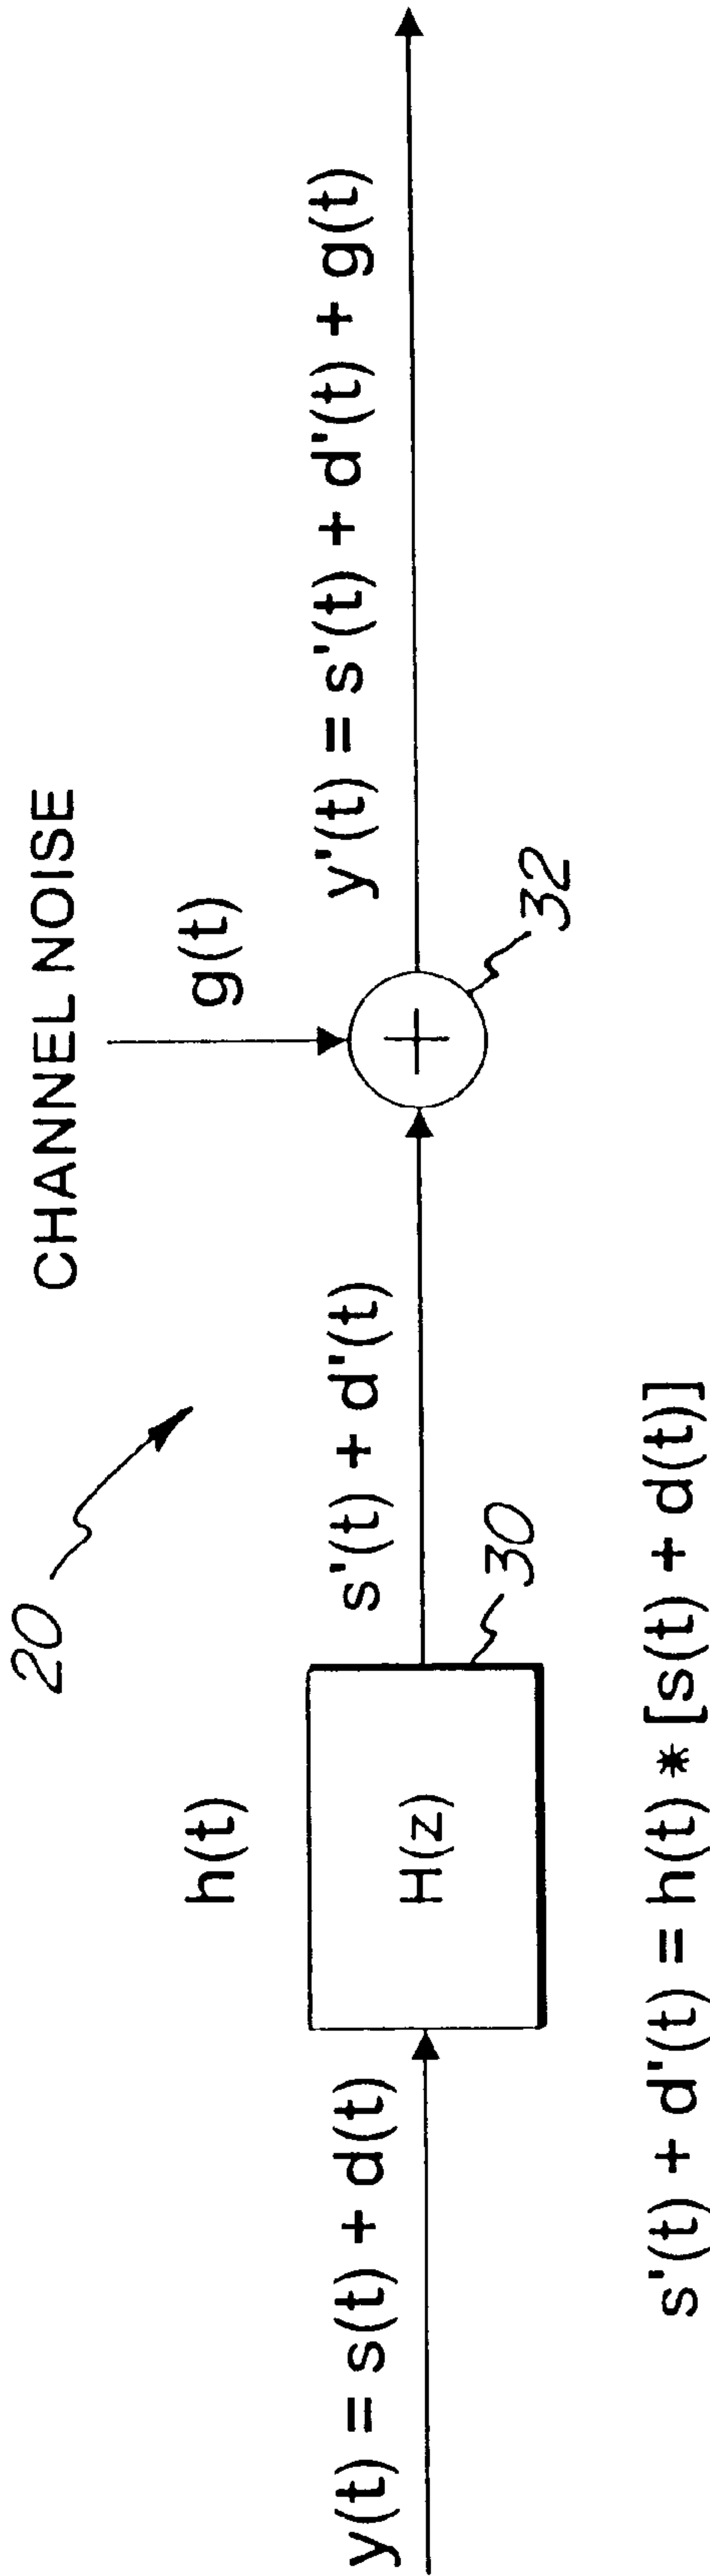 CHANNEL NOISE
20
h(t)
g(t)
y(t) = s(t) + d(t)
H(z)
s'(t) + d'(t)
+
y'(t) = s'(t) + d'(t) + g(t)
30
32
s'(t) + d'(t) = h(t) * [s(t) + d(t)]